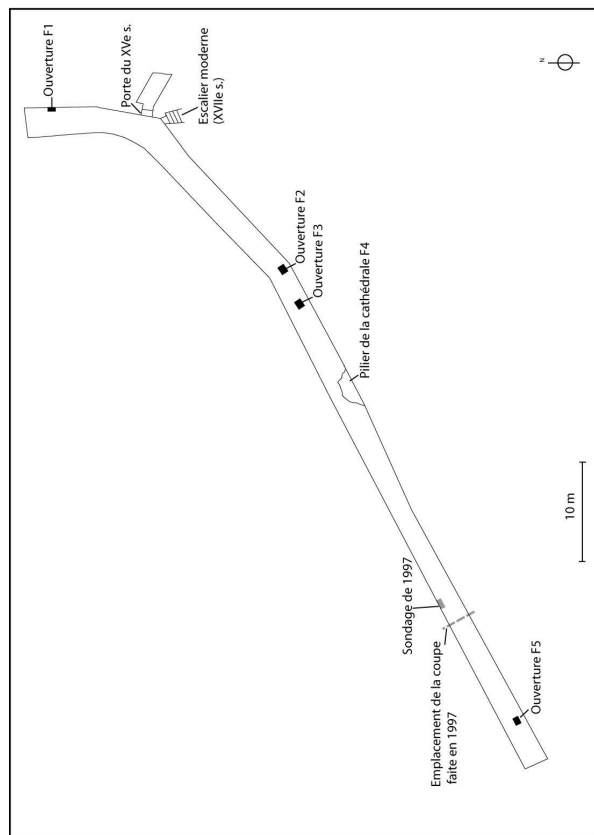 Ouverture F1
Porte du XVe s.
Escalier moderne
(XVIIe s.)
N
Ouverture F2
Ouverture F3
Pilier de la cathédrale F4
10 m
Sondage de 1997
Emplacement de la coupe
faite en 1997
Ouverture F5